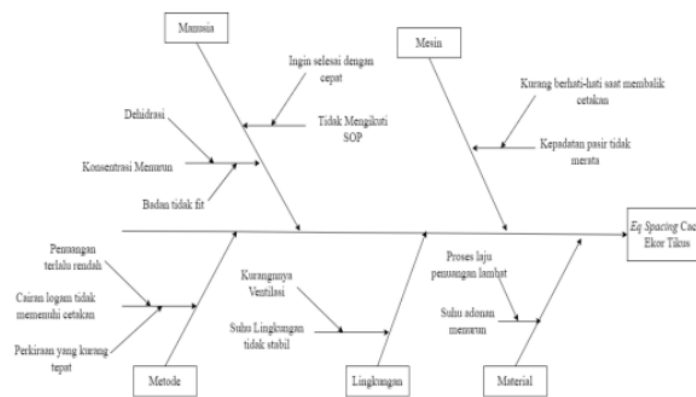 Manusia
Mesin
Ingin selesai dengan
cepat
Kurang berhati-hati saat membalik
cetakan
Dehidrasi
Tidak Mengikuti
SOP
Kepadatan pasir tidak
merata
Konsentrasi Menurun
Badan tidak fit
Eq Spacing Cac
Ekor Tikus
Penuangan
terlalu rendah
Kurangnnya
Ventilasi
Proses laju
penuangan lambat
Cairan logam tidak
memenuhi cetakan
Suhu Lingkungan
tidak stabil
Suhu adonan
menurun
Perkiraan yang kurang
tepat
Metode
Lingkungan
Material